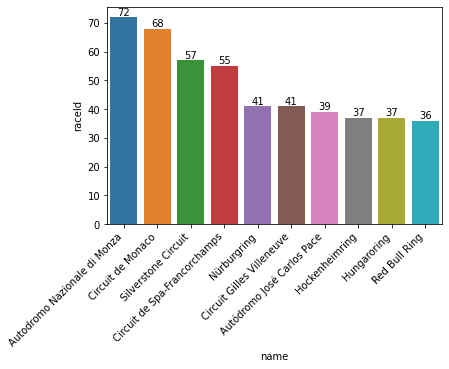 72
68
57
55
41
41
39
37
37
36
70
60
50
40
30
20
10
0
raceId
Autodromo Nazionale di Monza
Circuit de Monaco
Silverstone Circuit
Circuit de Spa-Francorchamps
Nürburgring
Circuit Gilles Villeneuve
Autódromo José Carlos Pace
Hockenheimring
Hungaroring
Red Bull Ring
name